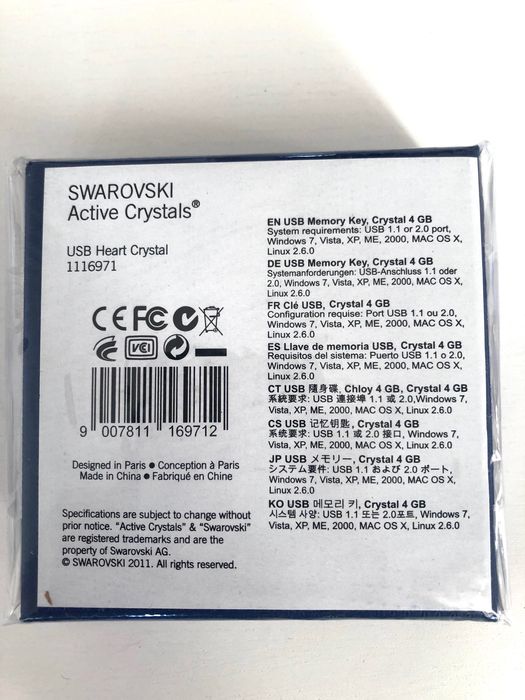 SWAROVSKI
Active Crystals®
USB Heart Crystal
1116971
CE FC
VCI
9 007811 169712
Designed in Paris ● Conception à Paris
Made in China ● Fabriqué en Chine
Specifications are subject to change without
prior notice. “Active Crystals” & “Swarovski”
are registered trademarks and are the
property of Swarovski AG.
© SWAROVSKI 2011. All rights reserved.
EN USB Memory Key, Crystal 4 GB
System requirements: USB 1.1 or 2.0 port,
Windows 7, Vista, XP, ME, 2000, MAC OS X,
Linux 2.6.0
DE USB Memory Key, Crystal 4 GB
Systemanforderungen: USB-Anschluss 1.1 oder
2.0, Windows 7, Vista, XP, ME, 2000, MAC OS X,
Linux 2.6.0
FR Clé USB, Crystal 4 GB
Configuration requise: Port USB 1.1 ou 2.0,
Windows 7, Vista, XP, ME, 2000, MAC OS X,
Linux 2.6.0
ES Llave de memoria USB, Crystal 4 GB
Requisitos del sistema: Puerto USB 1.1 o 2.0,
Windows 7, Vista, XP, ME, 2000, MAC OS X,
Linux 2.6.0
CT USB 隨身碟, Chloy 4 GB, Crystal 4 GB
系統要求: USB 連接埠 1.1 或 2.0,Windows 7,
Vista, XP, ME, 2000, MAC OS X, Linux 2.6.0
CS USB 记忆钥匙, Crystal 4 GB
系统要求: USB 1.1 或 2.0 接口, Windows 7,
Vista, XP, ME, 2000, MAC OS X, Linux 2.6.0
JP USB メモリー, Crystal 4 GB
システム要件: USB 1.1 および 2.0 ポート,
Windows 7, Vista, XP, ME, 2000, MAC OS X,
Linux 2.6.0
KO USB 메모리 키, Crystal 4 GB
시스템 사양: USB 1.1 또는 2.0포트, Windows 7,
Vista, XP, ME, 2000, MAC OS X, Linux 2.6.0